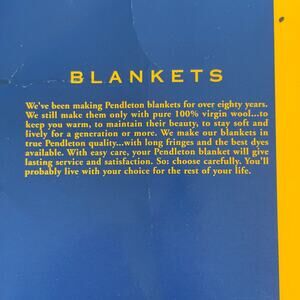 BLANKETS
We've been making Pendleton blankets for over eighty years.
We still make them only with pure 100% virgin wool...to
keep you warm, to maintain their beauty, to stay soft and
lively for a generation or more. We make our blankets in
true Pendleton quality...with long fringes and the best dyes
available. With easy care, your Pendleton blanket will give
lasting service and satisfaction. So: choose carefully. You'll
probably live with your choice for the rest of your life.